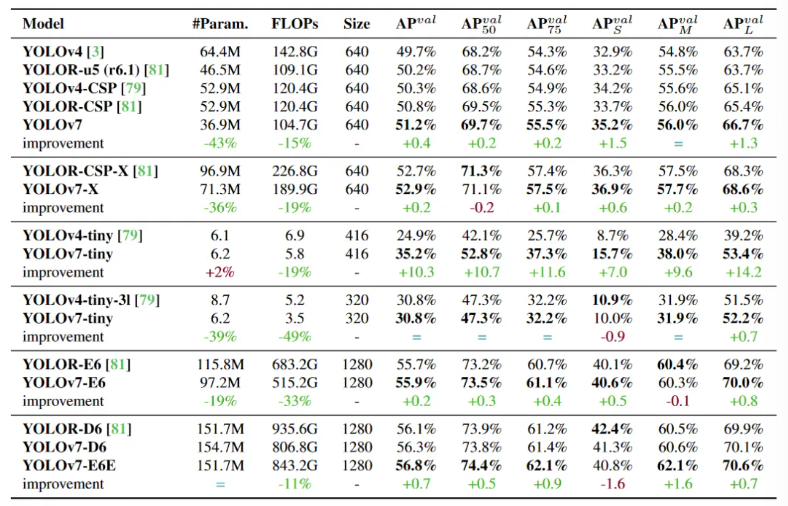 Model #Param. FLOPs Size AP^val AP^val_50 AP^val_75 AP^val_S AP^val_M AP^val_L
YOLOv4 [3] 64.4M 142.8G 640 49.7% 68.2% 54.3% 32.9% 54.8% 63.7%
YOLOR-u5 (r6.1) [81] 46.5M 109.1G 640 50.2% 68.7% 54.6% 33.2% 55.5% 63.7%
YOLOv4-CSP [79] 52.9M 120.4G 640 50.3% 68.6% 54.9% 34.2% 55.6% 65.1%
YOLOR-CSP [81] 52.9M 120.4G 640 50.8% 69.5% 55.3% 33.7% 56.0% 65.4%
YOLOv7 36.9M 104.7G 640 51.2% 69.7% 55.5% 35.2% 56.0% 66.7%
improvement -43% -15% - +0.4 +0.2 +0.2 +1.5 = +1.3
YOLOR-CSP-X [81] 96.9M 226.8G 640 52.7% 71.3% 57.4% 36.3% 57.5% 68.3%
YOLOv7-X 71.3M 189.9G 640 52.9% 71.1% 57.5% 36.9% 57.7% 68.6%
improvement -36% -19% - +0.2 -0.2 +0.1 +0.6 +0.2 +0.3
YOLOv4-tiny [79] 6.1 6.9 416 24.9% 42.1% 25.7% 8.7% 28.4% 39.2%
YOLOv7-tiny 6.2 5.8 416 35.2% 52.8% 37.3% 15.7% 38.0% 53.4%
improvement +2% -19% - +10.3 +10.7 +11.6 +7.0 +9.6 +14.2
YOLOv4-tiny-3l [79] 8.7 5.2 320 30.8% 47.3% 32.2% 10.9% 31.9% 51.5%
YOLOv7-tiny 6.2 3.5 320 30.8% 47.3% 32.2% 10.0% 31.9% 52.2%
improvement -39% -49% - = = = -0.9 = +0.7
YOLOR-E6 [81] 115.8M 683.2G 1280 55.7% 73.2% 60.7% 40.1% 60.4% 69.2%
YOLOv7-E6 97.2M 515.2G 1280 55.9% 73.5% 61.1% 40.6% 60.3% 70.0%
improvement -19% -33% - +0.2 +0.3 +0.4 +0.5 -0.1 +0.8
YOLOR-D6 [81] 151.7M 935.6G 1280 56.1% 73.9% 61.2% 42.4% 60.5% 69.9%
YOLOv7-D6 154.7M 806.8G 1280 56.3% 73.8% 61.4% 41.3% 60.6% 70.1%
YOLOv7-E6E 151.7M 843.2G 1280 56.8% 74.4% 62.1% 40.8% 62.1% 70.6%
improvement = -11% - +0.7 +0.5 +0.9 -1.6 +1.6 +0.7